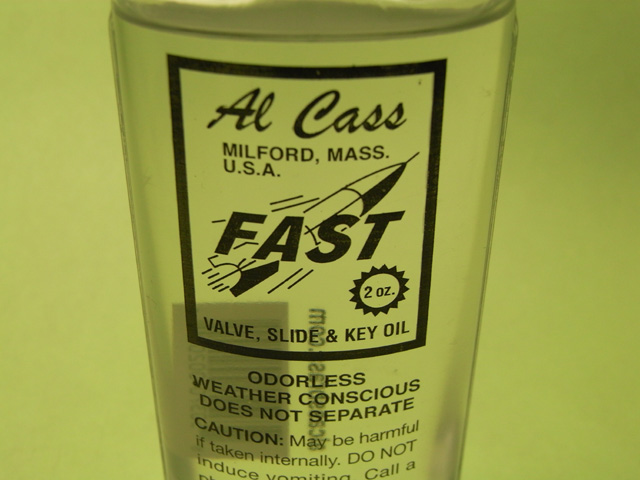 Al Cass
MILFORD, MASS.
U.S.A.
FAST
2 oz.
VALVE, SLIDE & KEY OIL
ODORLESS
WEATHER CONSCIOUS
DOES NOT SEPARATE
CAUTION: May be harmful
if taken internally. DO NOT
induce vomiting. Call a